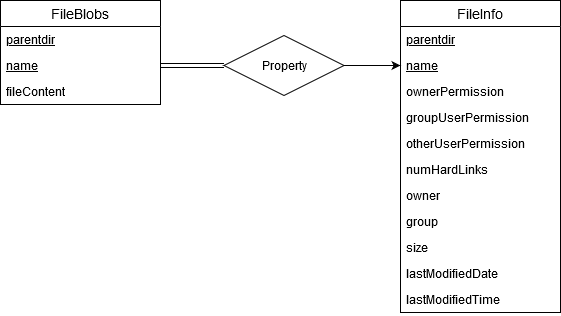 FileBlobs
parentdir
name
fileContent
Property
FileInfo
parentdir
name
ownerPermission
groupUserPermission
otherUserPermission
numHardLinks
owner
group
size
lastModifiedDate
lastModifiedTime